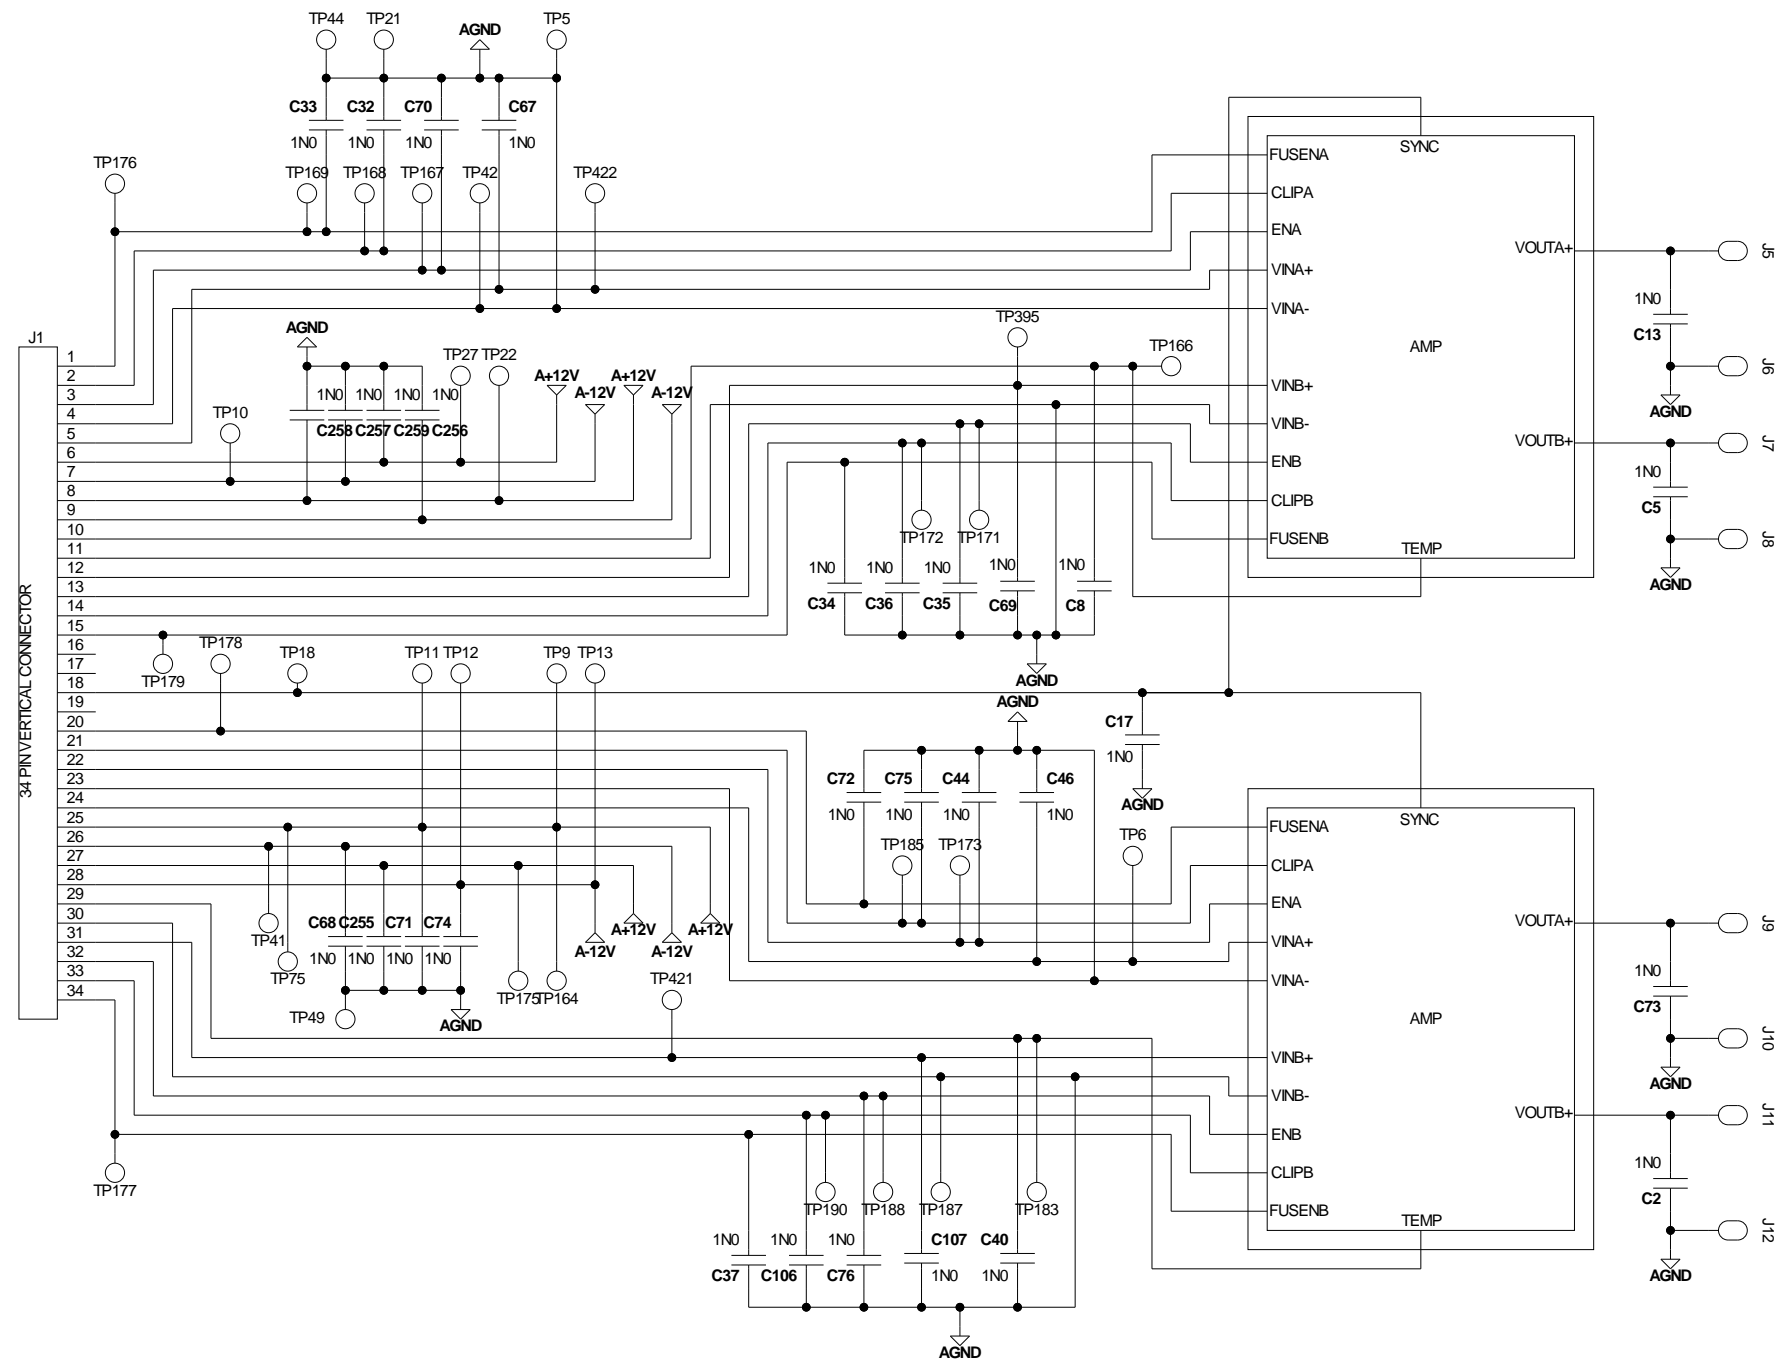 TP44 TP21 AGND TP5
C33 C32 C70 C67
1N0 1N0 1N0 1N0
TP176 TP169 TP168 TP167 TP42 TP422
SYNC
FUSENA
CLIPA
ENA
VINA+
VINA-
AMP
VINB+
VINB-
ENB
CLIPB
FUSENB
TEMP
VOUTA+
VOUTB+
J5
1N0
C13
J6
AGND
J7
1N0
C5
J8
AGND
J1
34 PIN VERTICAL CONNECTOR
1
2
3
4
5
6
7
8
9
10
11
12
13
14
15
16
17
18
19
20
21
22
23
24
25
26
27
28
29
30
31
32
33
34
AGND
TP27 TP22
A+12V A-12V A+12V A-12V
TP10
1N0 1N0 1N0 1N0
C258 C257 C259 C256
TP395 TP166
TP172 TP171
1N0 1N0 1N0 1N0 1N0
C34 C36 C35 C69 C8
AGND
TP179 TP178 TP18 TP11 TP12 TP9 TP13
AGND
C17
1N0
AGND
C72 C75 C44 C46
1N0 1N0 1N0 1N0
TP185 TP173 TP6
TP41 TP75
C68 C255 C71 C74
1N0 1N0 1N0 1N0
TP49 AGND
TP175 TP164
A-12V A+12V A-12V A+12V
TP421
SYNC
FUSENA
CLIPA
ENA
VINA+
VINA-
AMP
VINB+
VINB-
ENB
CLIPB
FUSENB
TEMP
VOUTA+
VOUTB+
J9
1N0
C73
J10
AGND
J11
1N0
C2
J12
AGND
TP177
TP190 TP188 TP187 TP183
1N0 1N0 1N0 C107 C40
C37 C106 C76 1N0 1N0
AGND